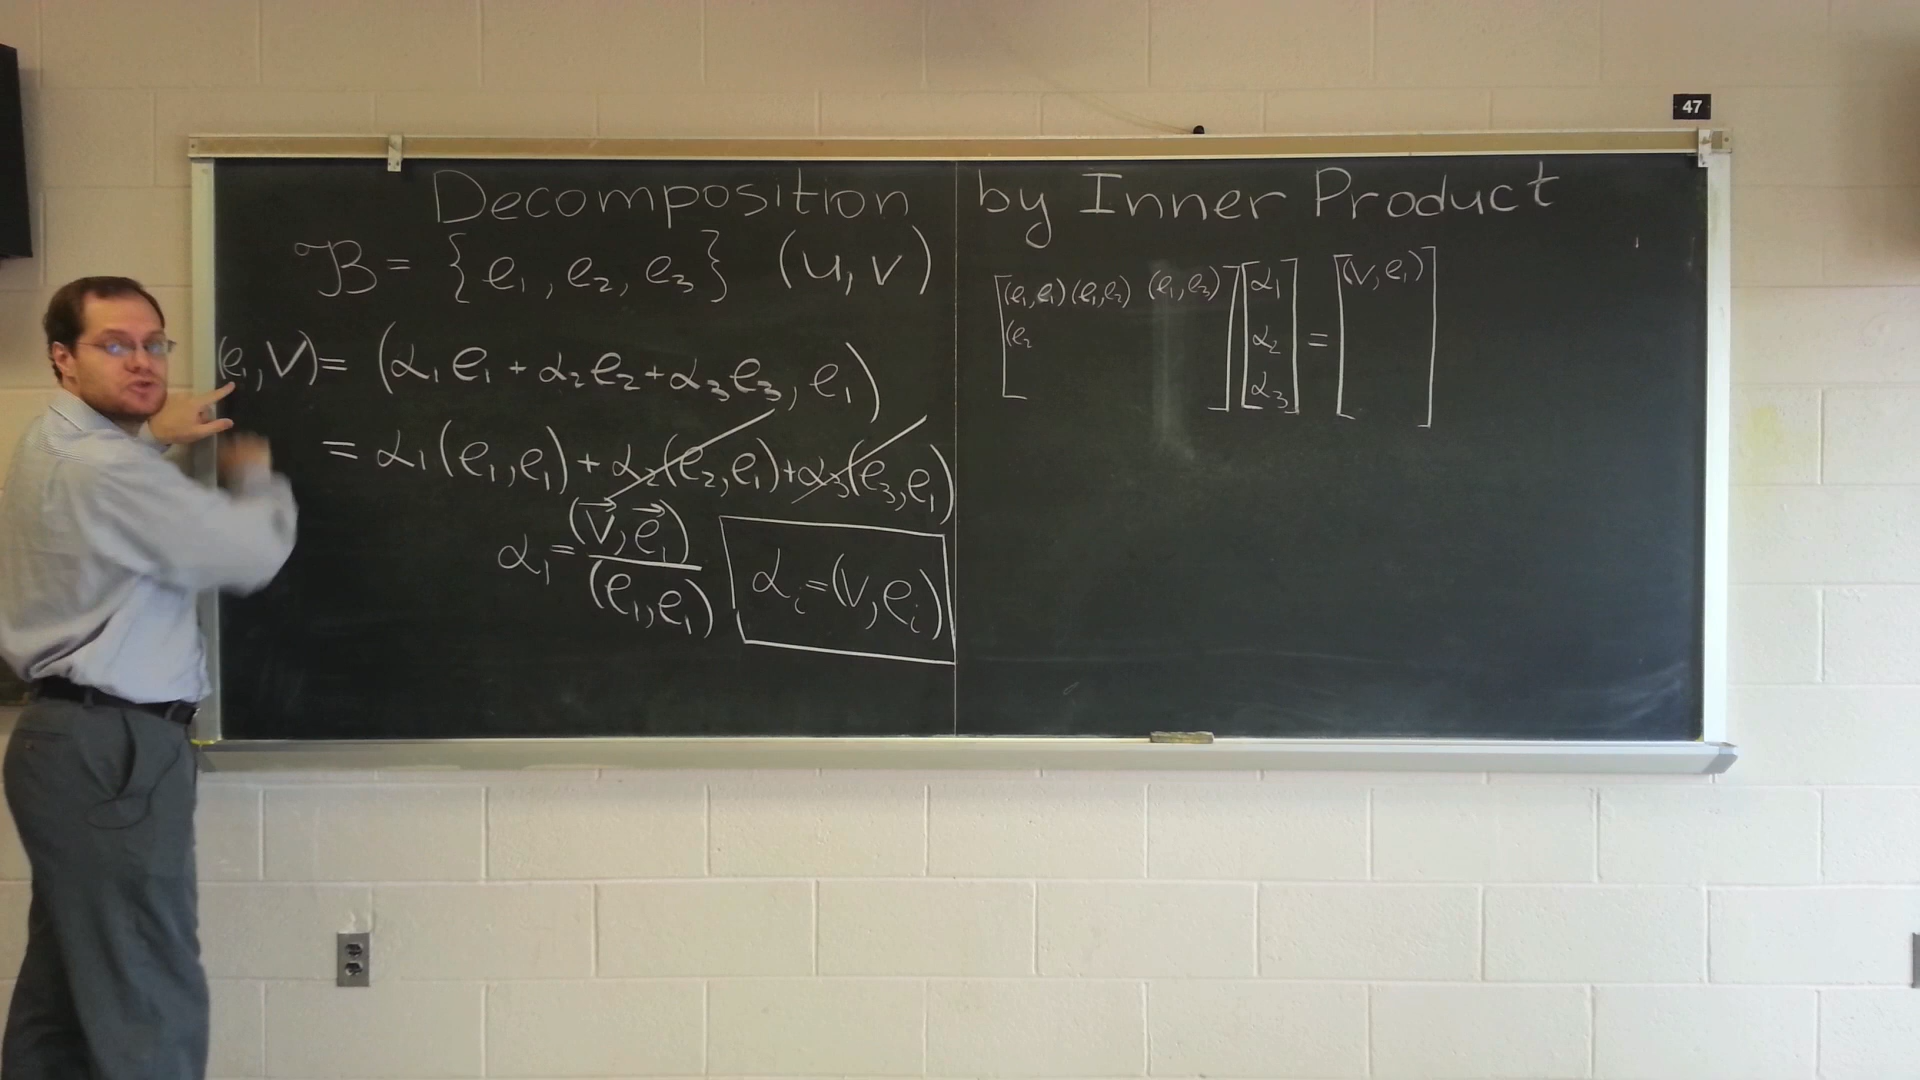 47
Decomposition by Inner Product
B = {e₁, e₂, e₃} (u, v)
(e₁, v) = (α₁e₁ + α₂e₂ + α₃e₃, e₁)
= α₁(e₁, e₁) + α₂(e₂, e₁) + α₃(e₃, e₁)
α₁ = (v⃗, e⃗₁) / (e₁, e₁)
αᵢ = (v, eᵢ)
[(e₁, e₁) (e₁, e₂) (e₁, e₃)] [α₁] [(v, e₁)]
(e₂ α₂ =
α₃